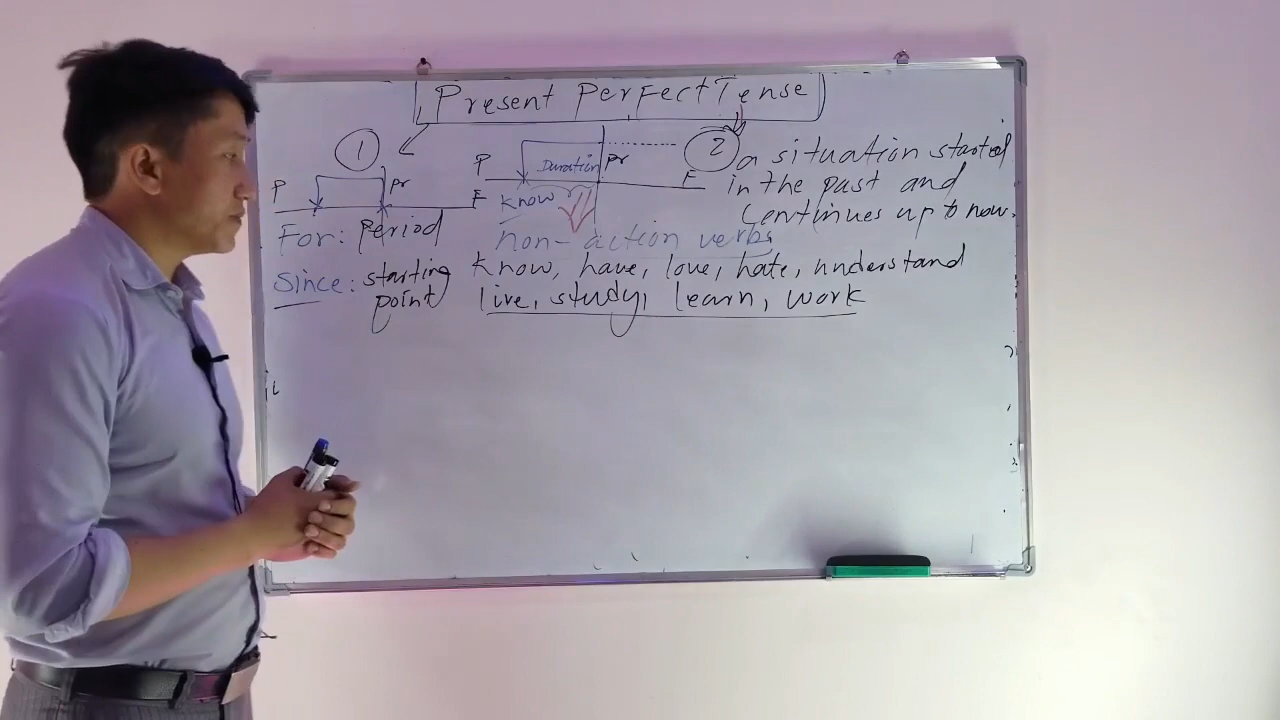 Present Perfect Tense
1
P
Pr
F
For: Period
Since: starting
point
P
Duration
Pr
F
Know
2
a situation started
in the past and
Continues up to now.
non-action verbs
Know, have, love, hate, understand
live, study, learn, work